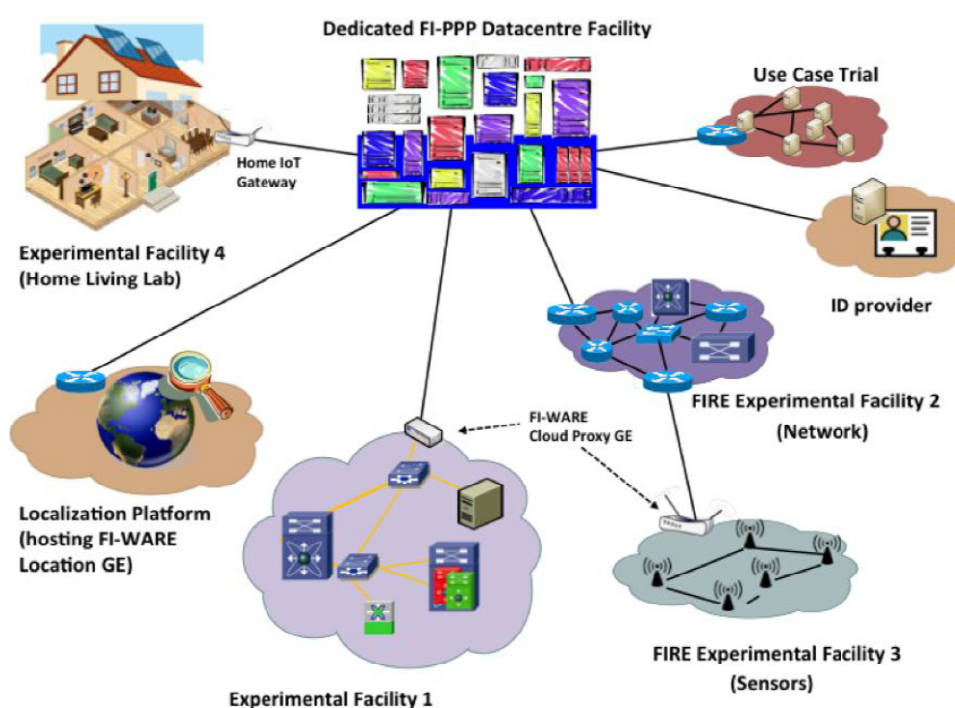 Dedicated FI-PPP Datacentre Facility
Use Case Trial
Home IoT
Gateway
Experimental Facility 4
(Home Living Lab)
ID provider
FIRE Experimental Facility 2
(Network)
FI-WARE
Cloud Proxy GE
Localization Platform
(hosting FI-WARE
Location GE)
FIRE Experimental Facility 3
(Sensors)
Experimental Facility 1